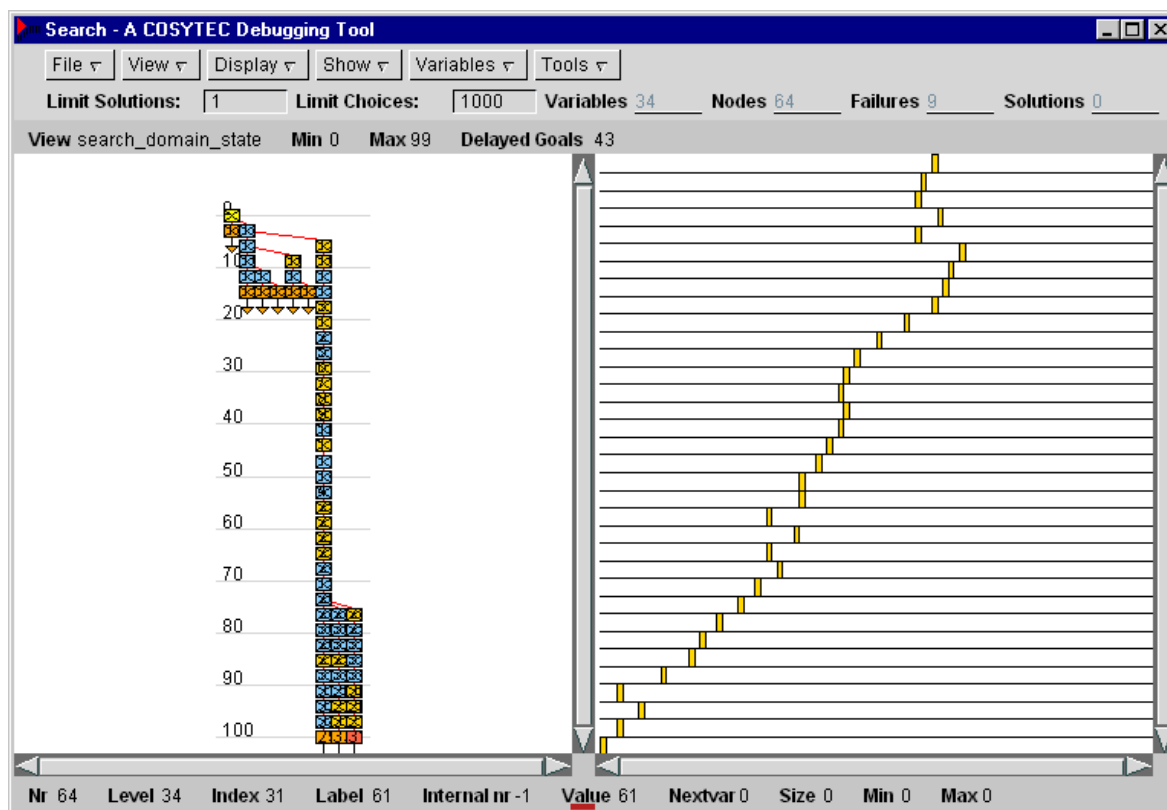 Search - A COSYTEC Debugging Tool
File View Display Show Variables Tools
Limit Solutions: 1 Limit Choices: 1000 Variables 34 Nodes 64 Failures 9 Solutions 0
View search_domain_state Min 0 Max 99 Delayed Goals 43
0
10
20
30
40
50
60
70
80
90
100
Nr 64 Level 34 Index 31 Label 61 Internal nr -1 Value 61 Nextvar 0 Size 0 Min 0 Max 0